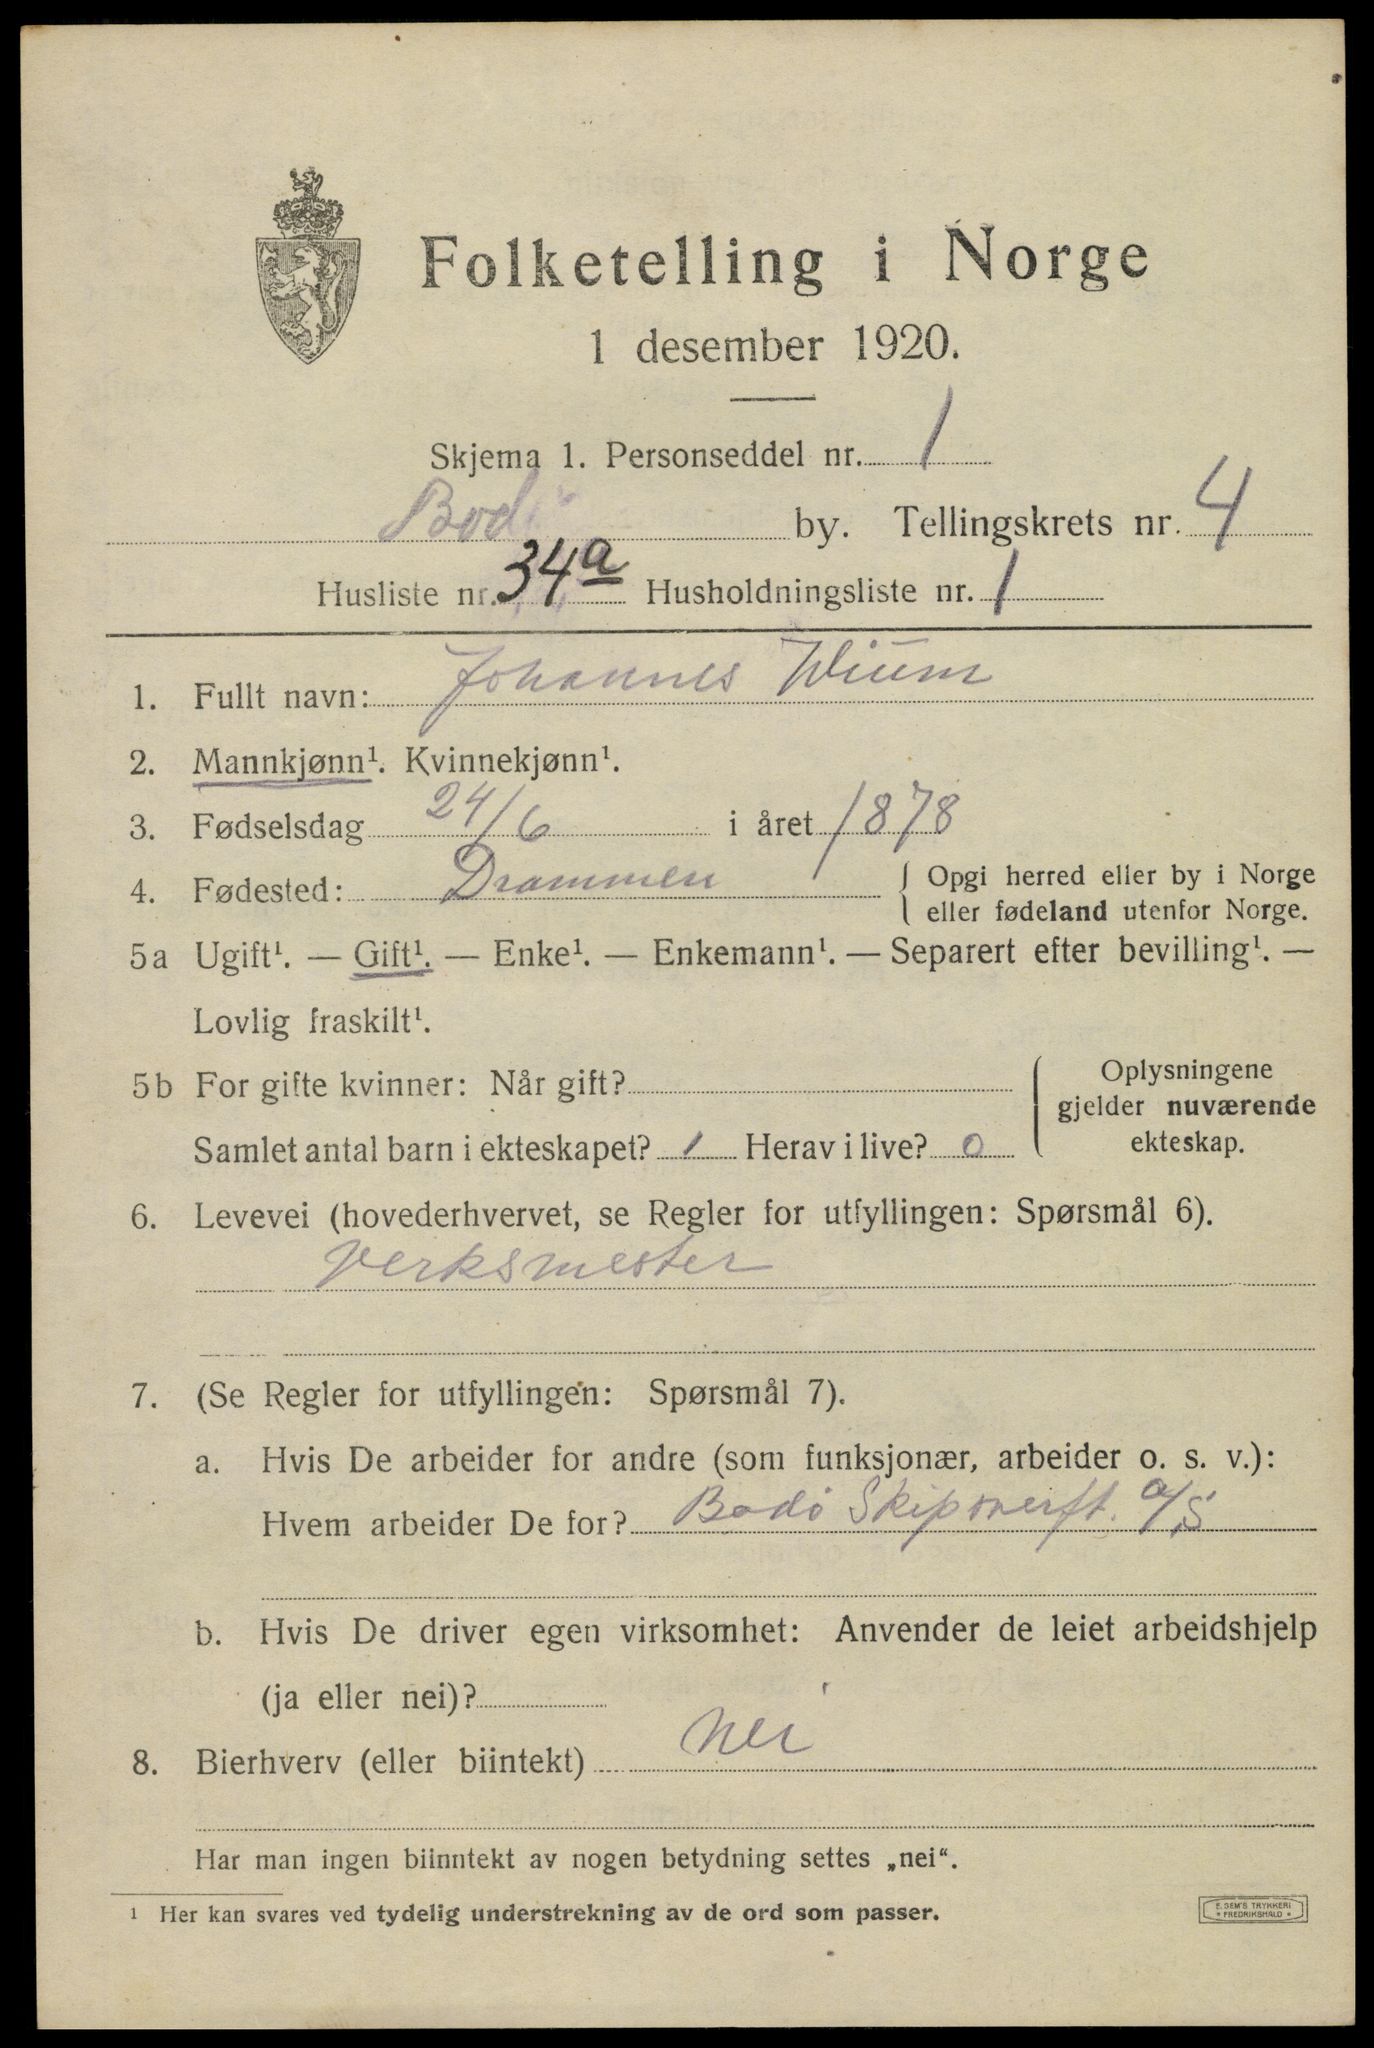 Folketelling i Norge
1 desember 1920.
Skjema 1. Personseddel nr. 1
Bodø by. Tellingskrets nr. 4
Husliste nr. 34a Husholdningsliste nr. 1
1. Fullt navn: Johannes Wium
2. Mannkjønn¹. Kvinnekjønn¹.
3. Fødselsdag 24/6 i året 1878
4. Fødested: Drammen { Opgi herred eller by i Norge
eller fødeland utenfor Norge.
5a Ugift¹. — Gift¹. — Enke¹. — Enkemann¹. — Separert efter bevilling¹. —
Lovlig fraskilt¹.
5b For gifte kvinner: Når gift?
Samlet antal barn i ekteskapet? 1 Herav i live? 0
{ Oplysningene
gjelder nuværende
ekteskap.
6. Levevei (hovederhvervet, se Regler for utfyllingen: Spørsmål 6).
Verksmester
7. (Se Regler for utfyllingen: Spørsmål 7).
a. Hvis De arbeider for andre (som funksjonær, arbeider o. s. v.):
Hvem arbeider De for? Bodö Skipsverft. a/s
b. Hvis De driver egen virksomhet: Anvender de leiet arbeidshjelp
(ja eller nei)?
8. Bierhverv (eller biintekt) Nei
Har man ingen biinntekt av nogen betydning settes „nei“.
¹ Her kan svares ved tydelig understrekning av de ord som passer.
E. SEM'S TRYKKERI
* FREDRIKSHALD *